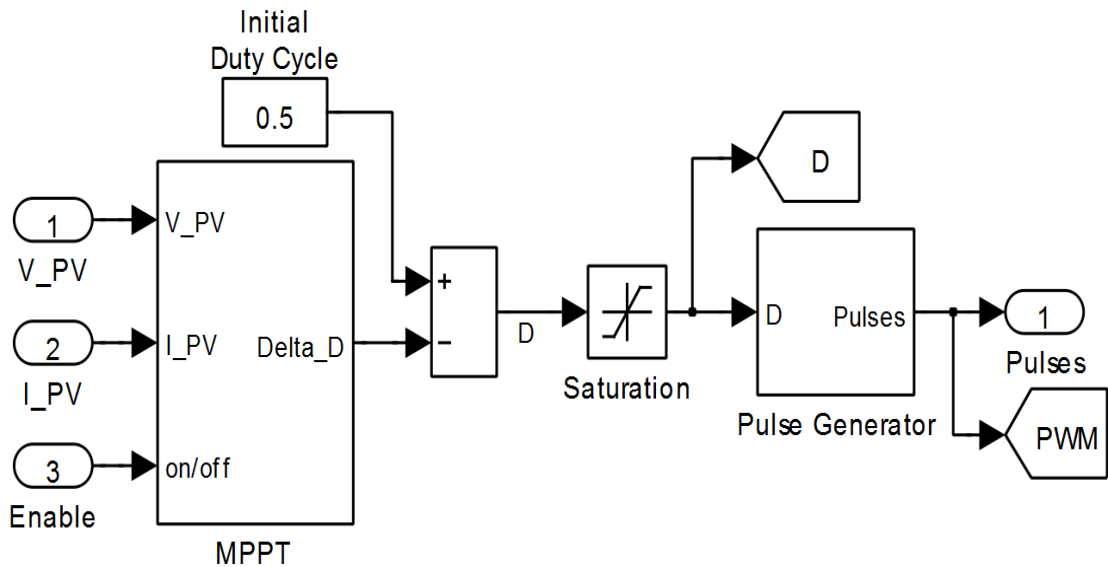 Initial
Duty Cycle
0.5
1
V_PV
V_PV
2
I_PV
I_PV
3
Enable
on/off
Delta_D
MPPT
+
−
D
Saturation
D
D
Pulses
Pulse Generator
1
Pulses
PWM